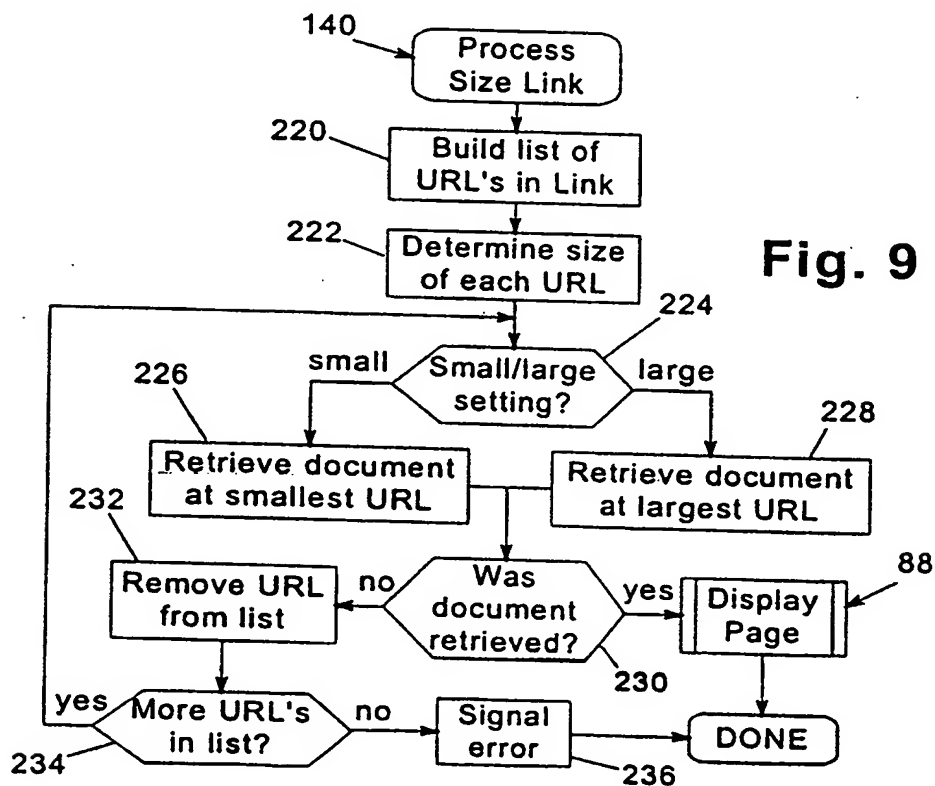 140
Process
Size Link
220
Build list of
URL's in Link
222
Determine size
of each URL
Fig. 9
224
small
Small/large
setting?
large
226
228
Retrieve document
at smallest URL
Retrieve document
at largest URL
232
Remove URL
from list
no
Was
document
retrieved?
yes
88
Display
Page
230
yes
More URL's
in list?
no
Signal
error
DONE
234
236